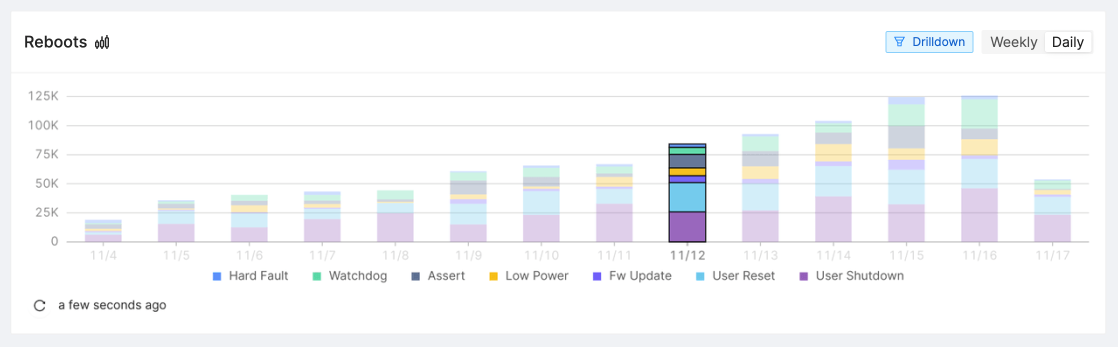 Reboots
Drilldown Weekly Daily
125K
100K
75K
50K
25K
0
11/4 11/5 11/6 11/7 11/8 11/9 11/10 11/11 11/12 11/13 11/14 11/15 11/16 11/17
Hard Fault Watchdog Assert Low Power Fw Update User Reset User Shutdown
a few seconds ago